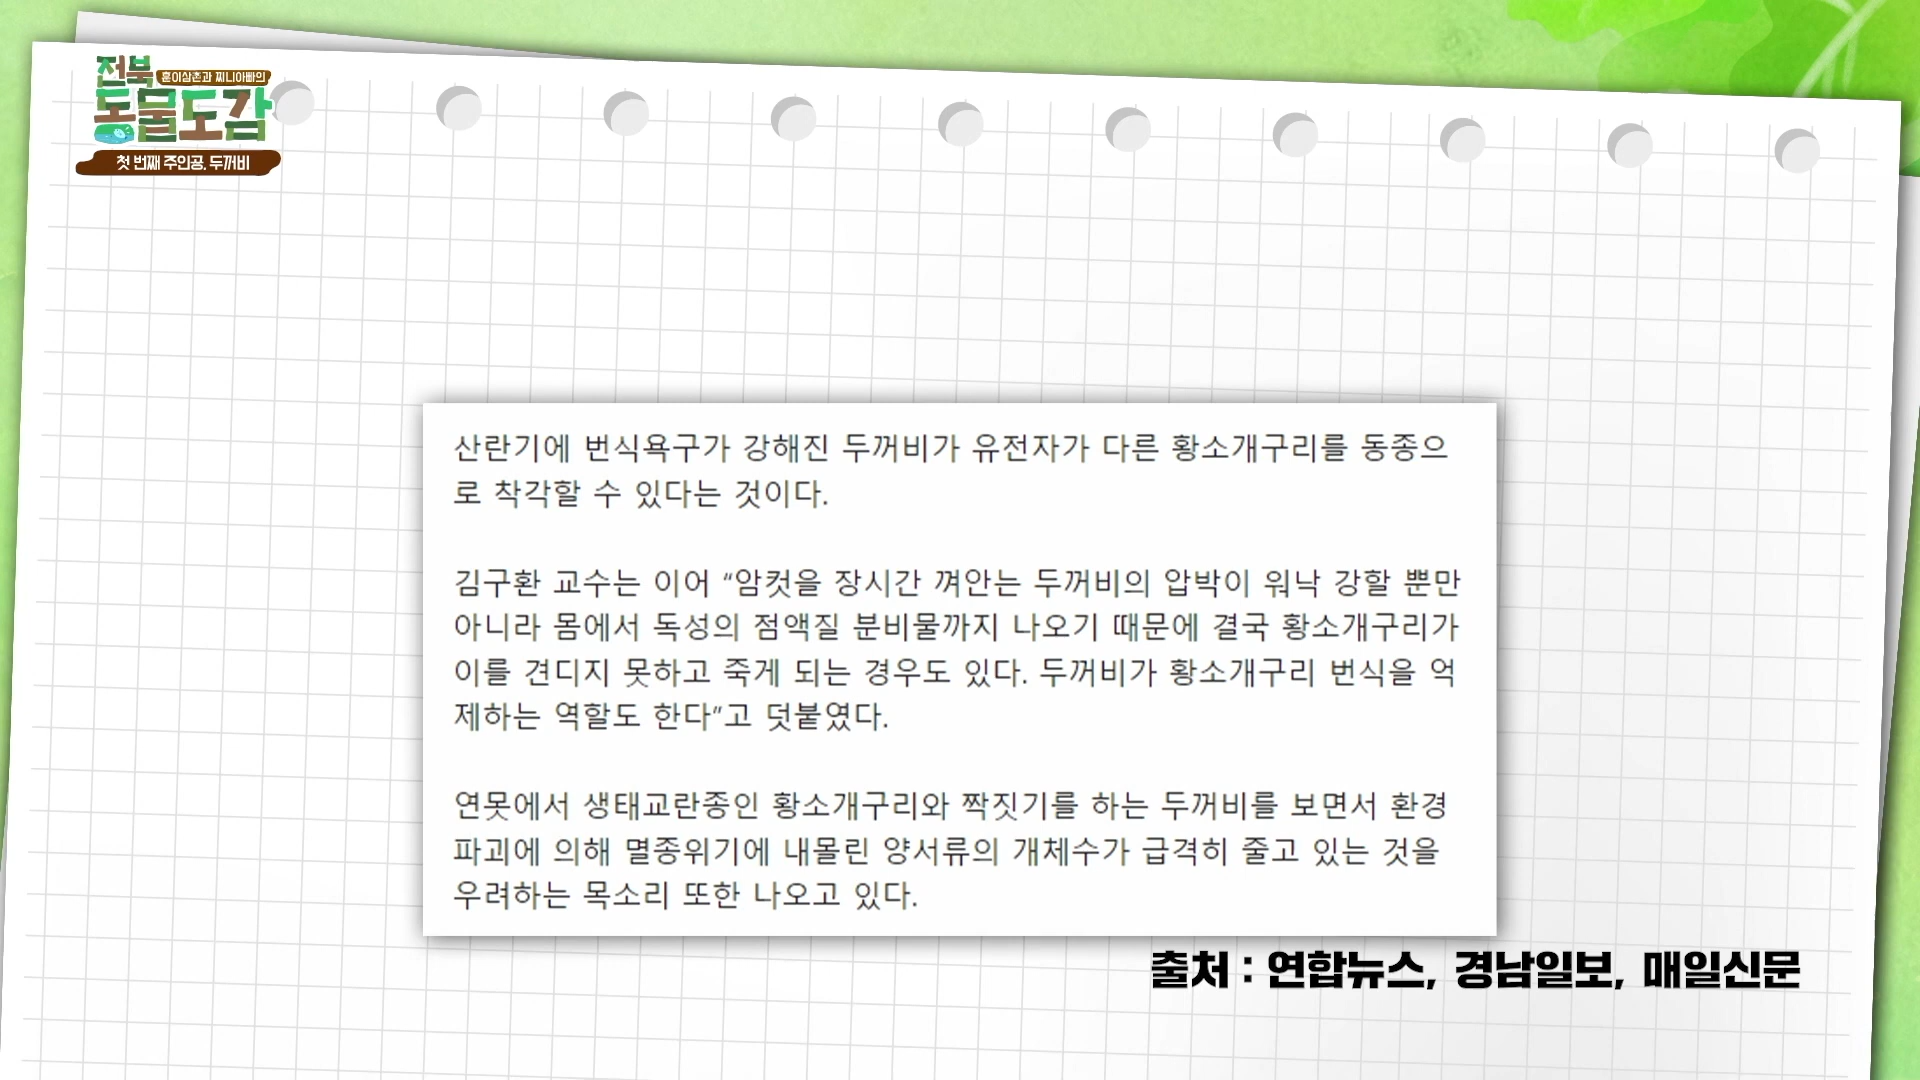 전북
훈이삼촌과 찌니아빠의
동물도감
첫 번째 주인공, 두꺼비
산란기에 번식욕구가 강해진 두꺼비가 유전자가 다른 황소개구리를 동종으
로 착각할 수 있다는 것이다.
김구환 교수는 이어 “암컷을 장시간 껴안는 두꺼비의 압박이 워낙 강할 뿐만
아니라 몸에서 독성의 점액질 분비물까지 나오기 때문에 결국 황소개구리가
이를 견디지 못하고 죽게 되는 경우도 있다. 두꺼비가 황소개구리 번식을 억
제하는 역할도 한다”고 덧붙였다.
연못에서 생태교란종인 황소개구리와 짝짓기를 하는 두꺼비를 보면서 환경
파괴에 의해 멸종위기에 내몰린 양서류의 개체수가 급격히 줄고 있는 것을
우려하는 목소리 또한 나오고 있다.
출처 : 연합뉴스, 경남일보, 매일신문